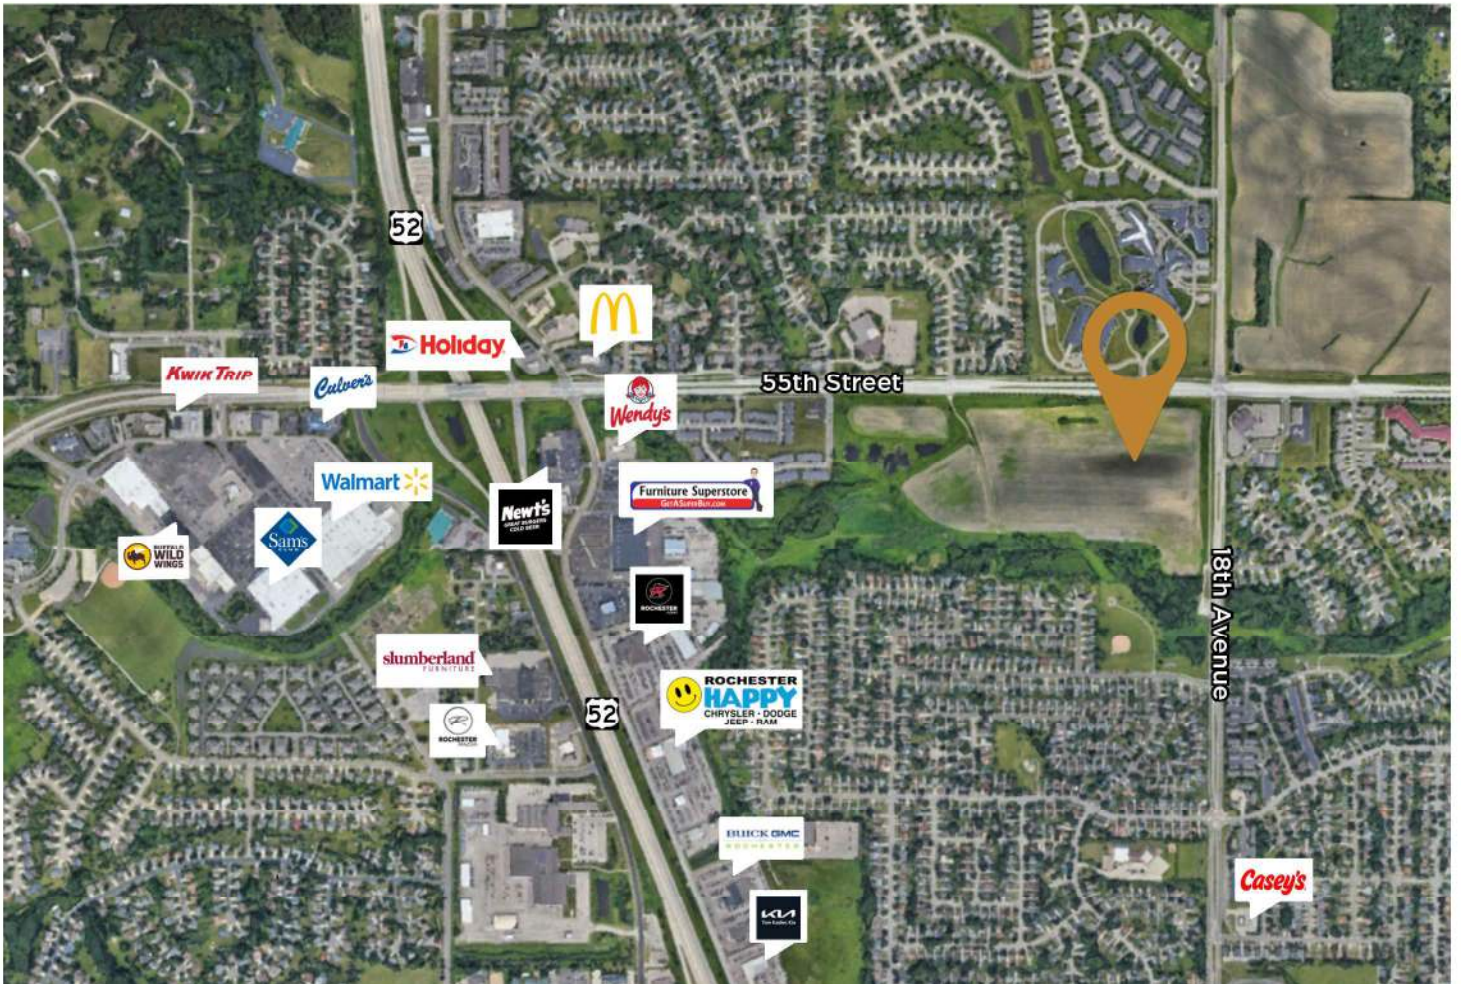 52
Holiday
55th Street
KWIK TRIP
Culver's
Wendy's
Walmart
Furniture Superstore
GETASUPERBUY.COM
Newt's
GREAT BURGERS
COLD BEER
Sam's
CLUB
BUFFALO
WILD
WINGS
ROCHESTER
18th Avenue
slumberland
FURNITURE
ROCHESTER
HAPPY
CHRYSLER · DODGE
JEEP · RAM
ROCHESTER
52
BUICK GMC
ROCHESTER
KIA
Casey's